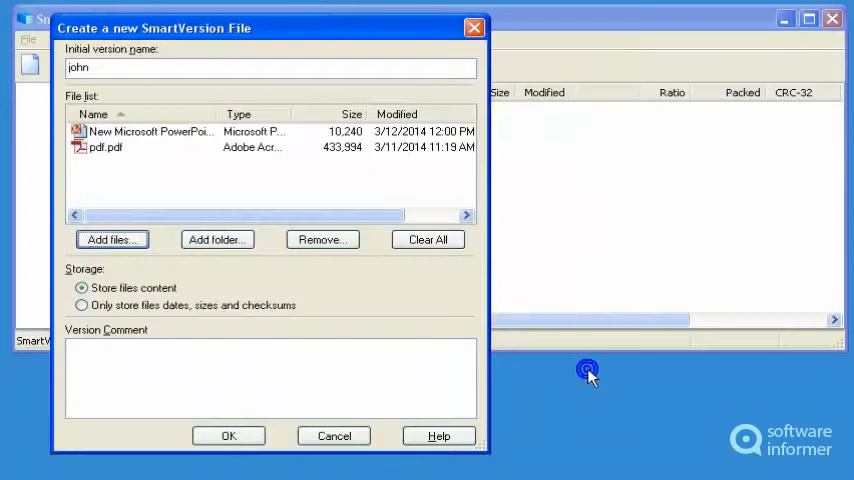 Create a new SmartVersion File
File
Initial version name:
john
File list:
Name Type Size Modified
New Microsoft PowerPoi... Microsoft P... 10,240 3/12/2014 12:00 PM
pdf.pdf Adobe Acr... 433,994 3/11/2014 11:19 AM
Add files... Add folder... Remove... Clear All
Storage:
Store files content
Only store files dates, sizes and checksums
Version Comment
OK Cancel Help
Size Modified Ratio Packed CRC-32
SmartV
software
informer